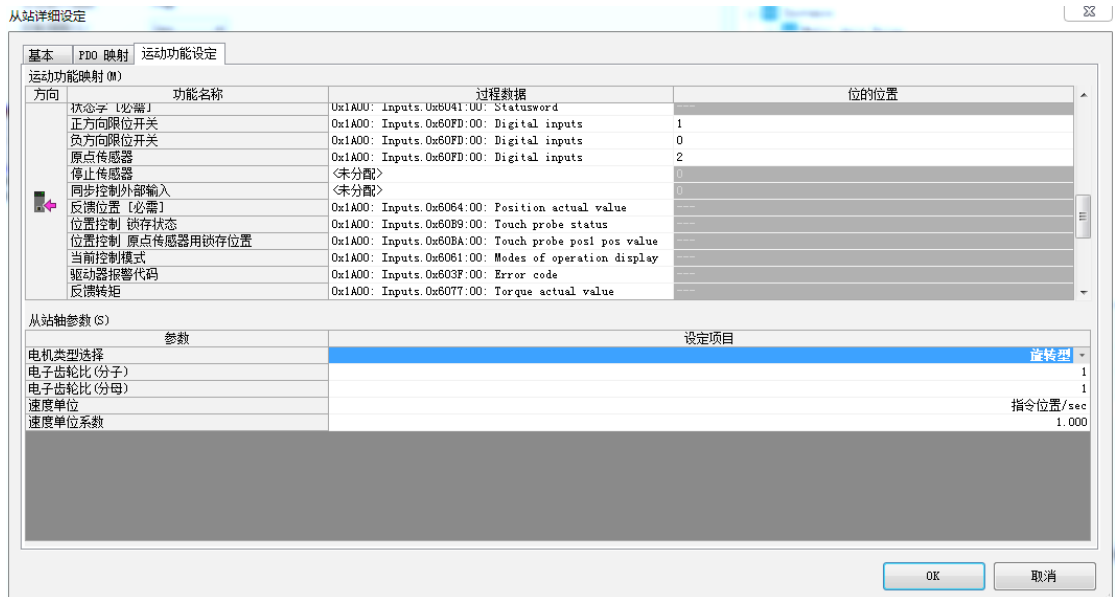 从站详细设定
基本 PDO 映射 运动功能设定
运动功能映射(M)
方向 功能名称 过程数据 位的位置
状态字 [必需] 0x1A00: Inputs.0x6041:00: Statusword ---
正方向限位开关 0x1A00: Inputs.0x60FD:00: Digital inputs 1
负方向限位开关 0x1A00: Inputs.0x60FD:00: Digital inputs 0
原点传感器 0x1A00: Inputs.0x60FD:00: Digital inputs 2
停止传感器 <未分配> 0
同步控制外部输入 <未分配> 0
反馈位置 [必需] 0x1A00: Inputs.0x6064:00: Position actual value ---
位置控制 锁存状态 0x1A00: Inputs.0x60B9:00: Touch probe status ---
位置控制 原点传感器用锁存位置 0x1A00: Inputs.0x60BA:00: Touch probe pos1 pos value ---
当前控制模式 0x1A00: Inputs.0x6061:00: Modes of operation display ---
驱动器报警代码 0x1A00: Inputs.0x603F:00: Error code ---
反馈转矩 0x1A00: Inputs.0x6077:00: Torque actual value ---
从站轴参数(S)
参数 设定项目
电机类型选择 旋转型
电子齿轮比(分子) 1
电子齿轮比(分母) 1
速度单位 指令位置/sec
速度单位系数 1.000
OK 取消